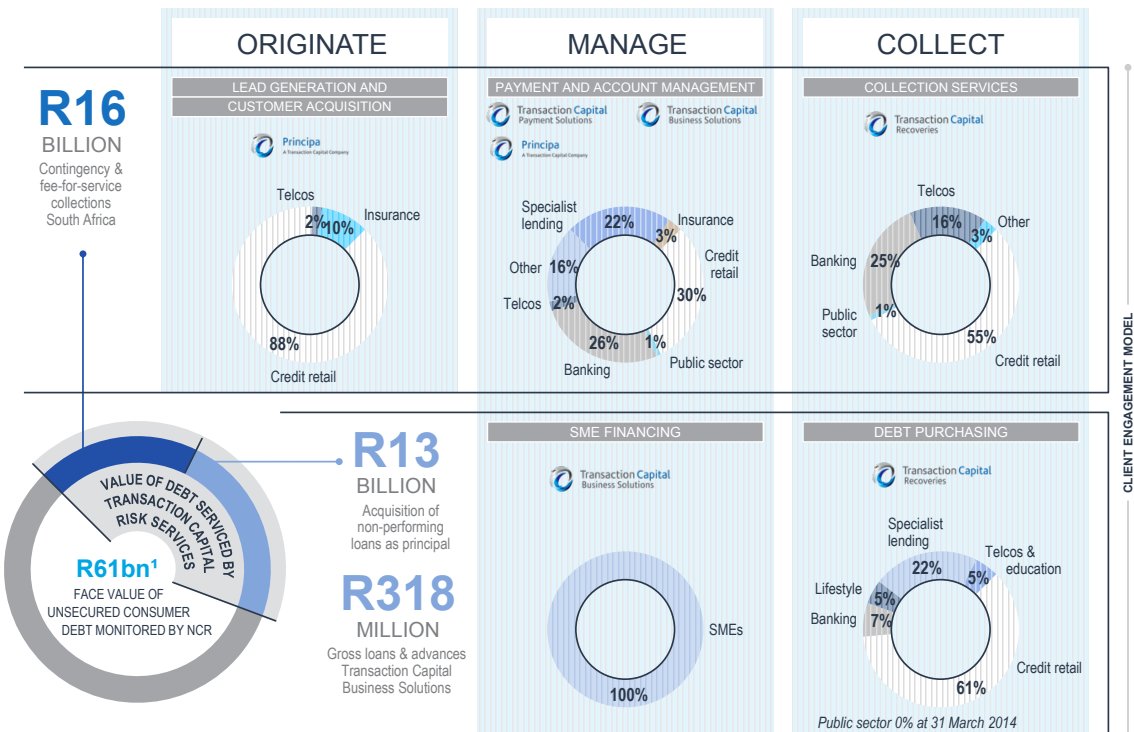 ORIGINATE
MANAGE
COLLECT
R16
BILLION
Contingency &
fee-for-service
collections
South Africa
LEAD GENERATION AND
CUSTOMER ACQUISITION
Principa
A Transaction Capital Company
Telcos
2%
10%
Insurance
88%
Credit retail
PAYMENT AND ACCOUNT MANAGEMENT
Transaction Capital
Payment Solutions
Transaction Capital
Business Solutions
Principa
A Transaction Capital Company
Specialist
lending
22%
Insurance
3%
Credit
retail
30%
Other
16%
Telcos
2%
26%
Banking
1%
Public sector
COLLECTION SERVICES
Transaction Capital
Recoveries
Telcos
16%
Other
3%
Banking
25%
Public
sector
1%
55%
Credit retail
CLIENT ENGAGEMENT MODEL
VALUE OF DEBT SERVICED BY
TRANSACTION CAPITAL
RISK SERVICES
R61bn¹
FACE VALUE OF
UNSECURED CONSUMER
DEBT MONITORED BY NCR
R13
BILLION
Acquisition of
non-performing
loans as principal
R318
MILLION
Gross loans & advances
Transaction Capital
Business Solutions
SME FINANCING
Transaction Capital
Business Solutions
SMEs
100%
DEBT PURCHASING
Transaction Capital
Recoveries
Specialist
lending
22%
Telcos &
education
5%
Lifestyle
5%
Banking
7%
Credit retail
61%
Public sector 0% at 31 March 2014